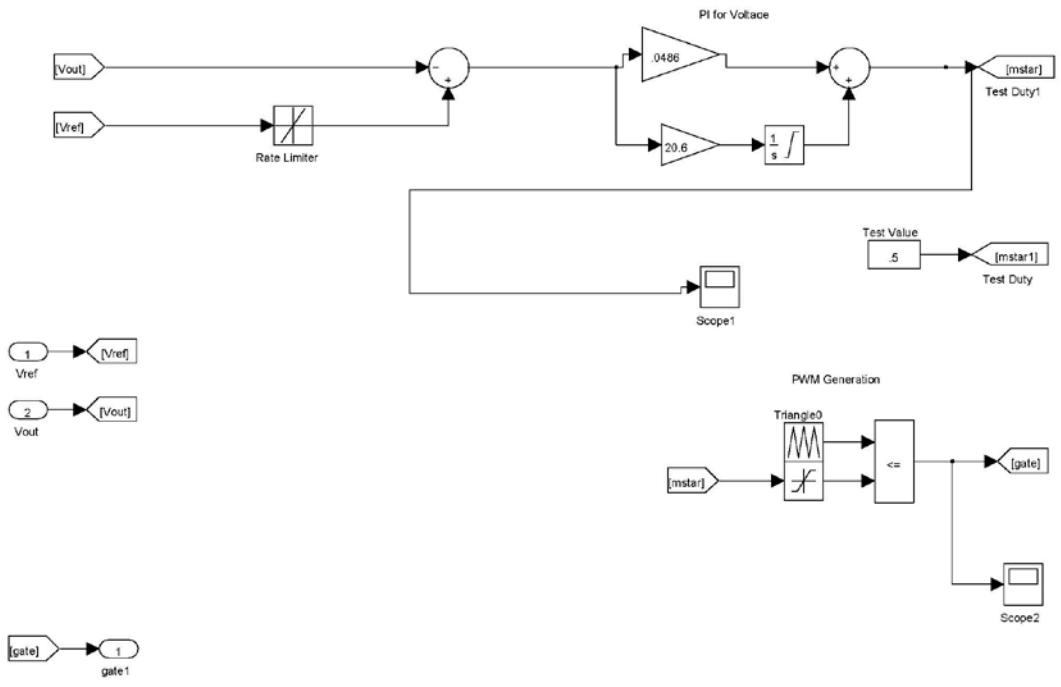 PI for Voltage
[Vout]
−
+
.0486
+
+
[mstar]
Test Duty1
[Vref]
Rate Limiter
20.6
1
s
Test Value
.5
[mstar1]
Test Duty
Scope1
1
[Vref]
Vref
2
[Vout]
Vout
PWM Generation
Triangle0
<=
[gate]
[mstar]
Scope2
[gate]
1
gate1